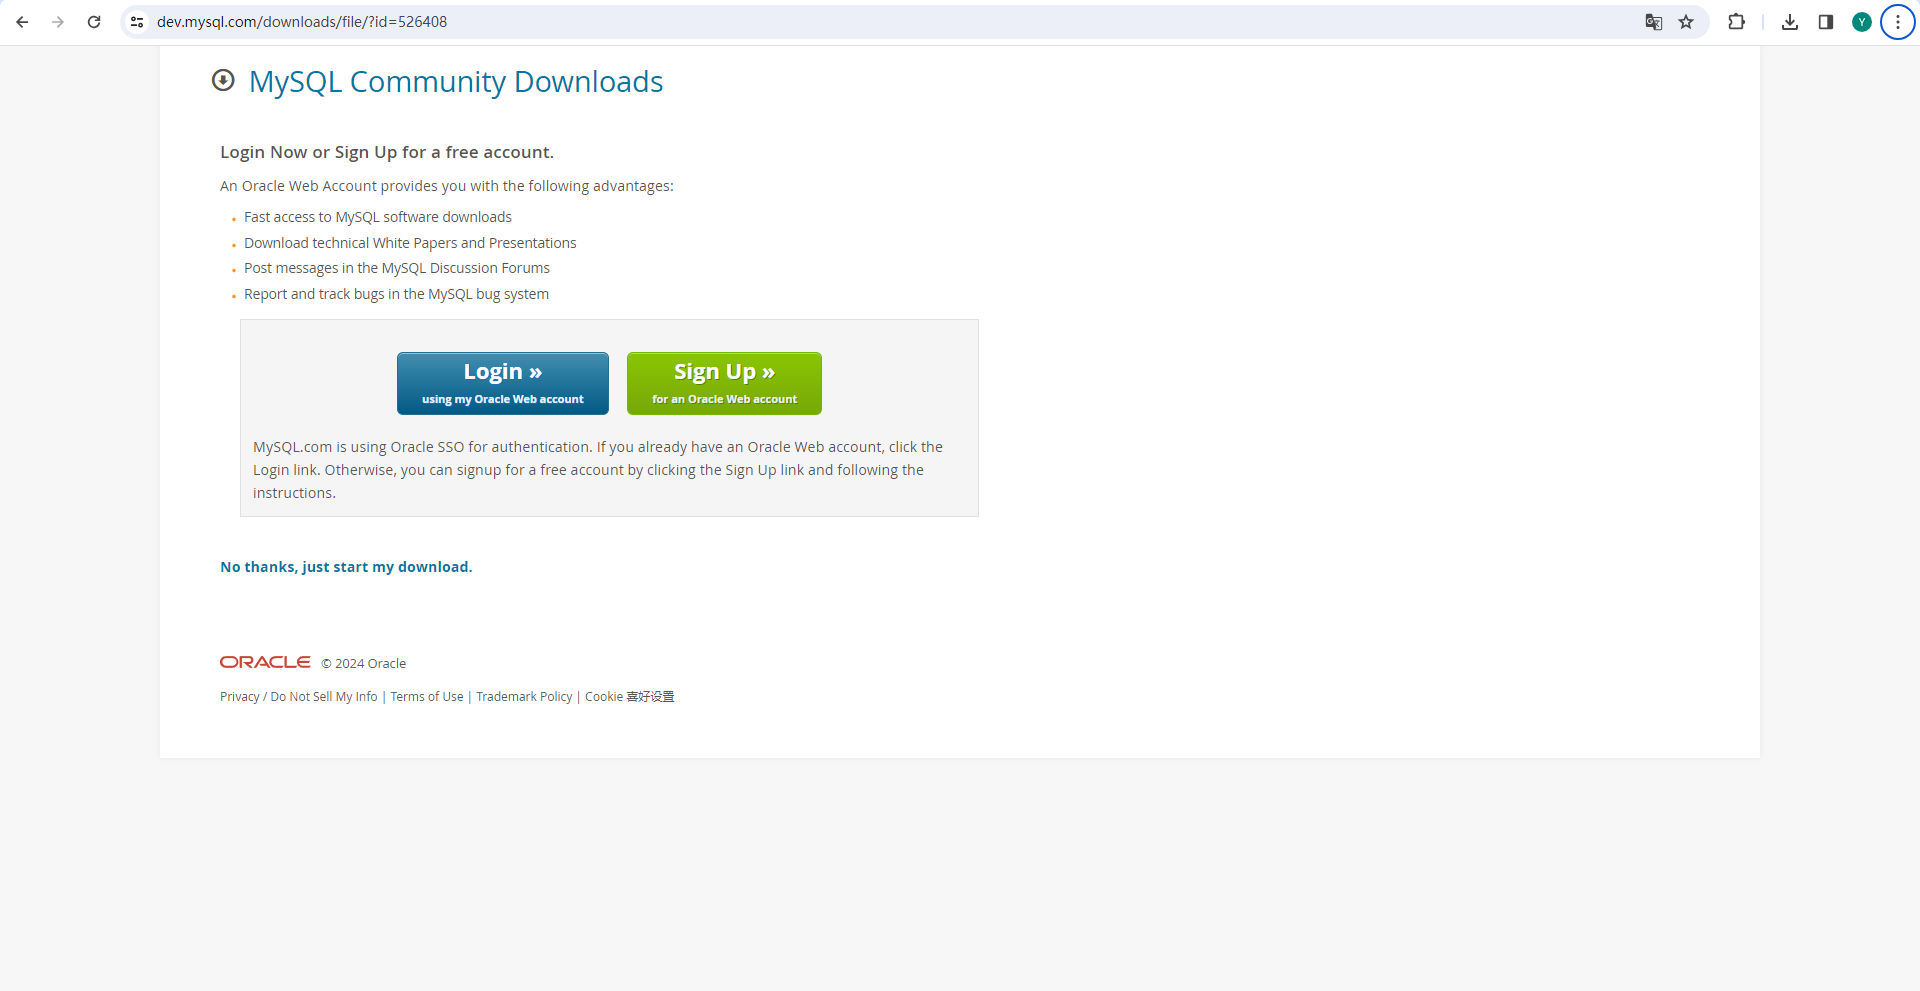 dev.mysql.com/downloads/file/?id=526408
Y
MySQL Community Downloads
Login Now or Sign Up for a free account.
An Oracle Web Account provides you with the following advantages:
Fast access to MySQL software downloads
Download technical White Papers and Presentations
Post messages in the MySQL Discussion Forums
Report and track bugs in the MySQL bug system
Login »
using my Oracle Web account
Sign Up »
for an Oracle Web account
MySQL.com is using Oracle SSO for authentication. If you already have an Oracle Web account, click the
Login link. Otherwise, you can signup for a free account by clicking the Sign Up link and following the
instructions.
No thanks, just start my download.
ORACLE © 2024 Oracle
Privacy / Do Not Sell My Info | Terms of Use | Trademark Policy | Cookie 喜好设置